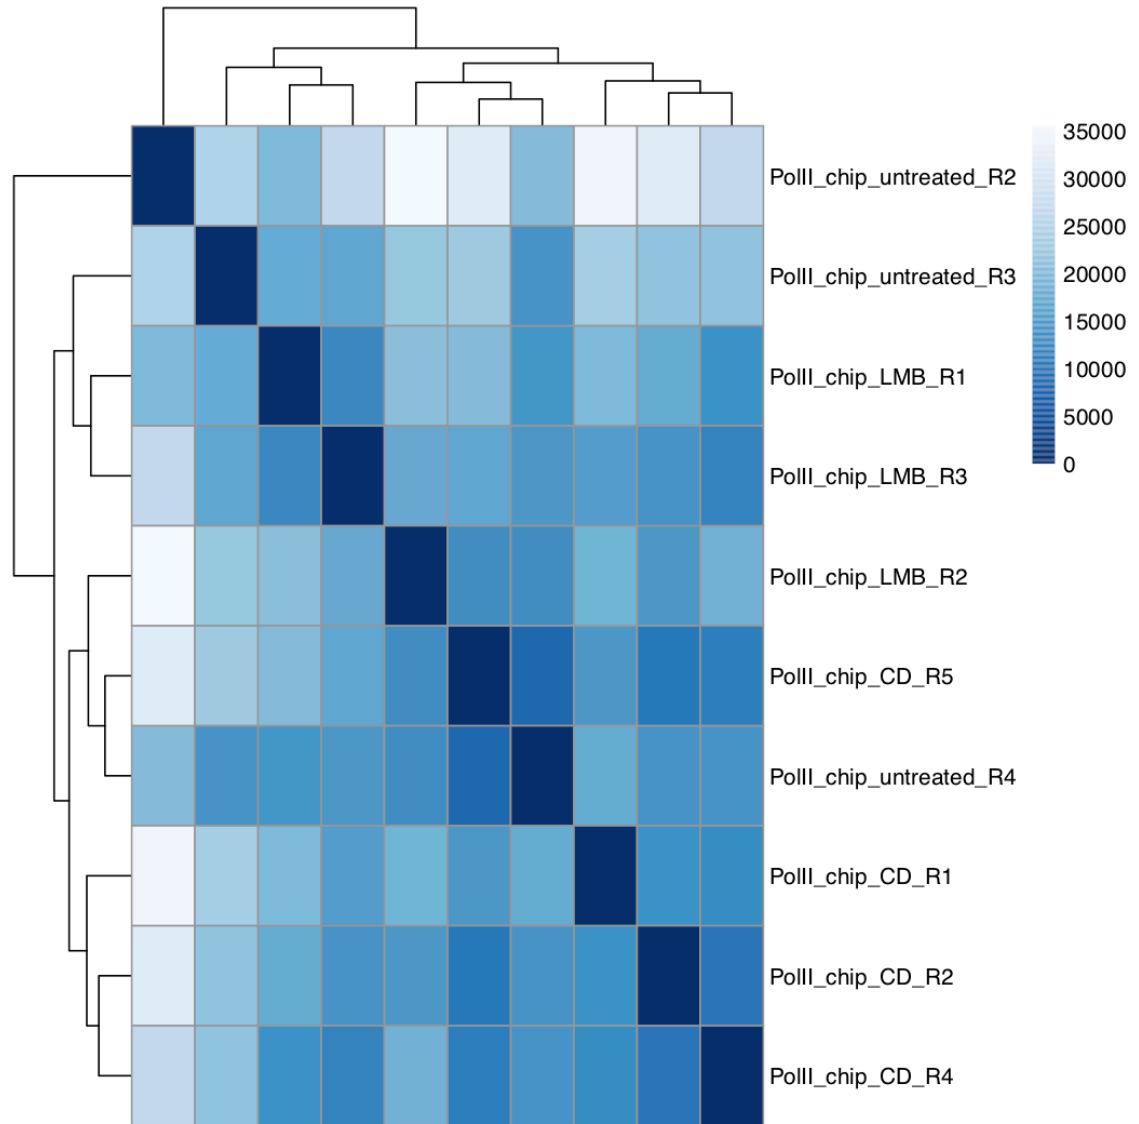 PolII_chip_untreated_R2
PolII_chip_untreated_R3
PolII_chip_LMB_R1
PolII_chip_LMB_R3
PolII_chip_LMB_R2
PolII_chip_CD_R5
PolII_chip_untreated_R4
PolII_chip_CD_R1
PolII_chip_CD_R2
PolII_chip_CD_R4
35000
30000
25000
20000
15000
10000
5000
0